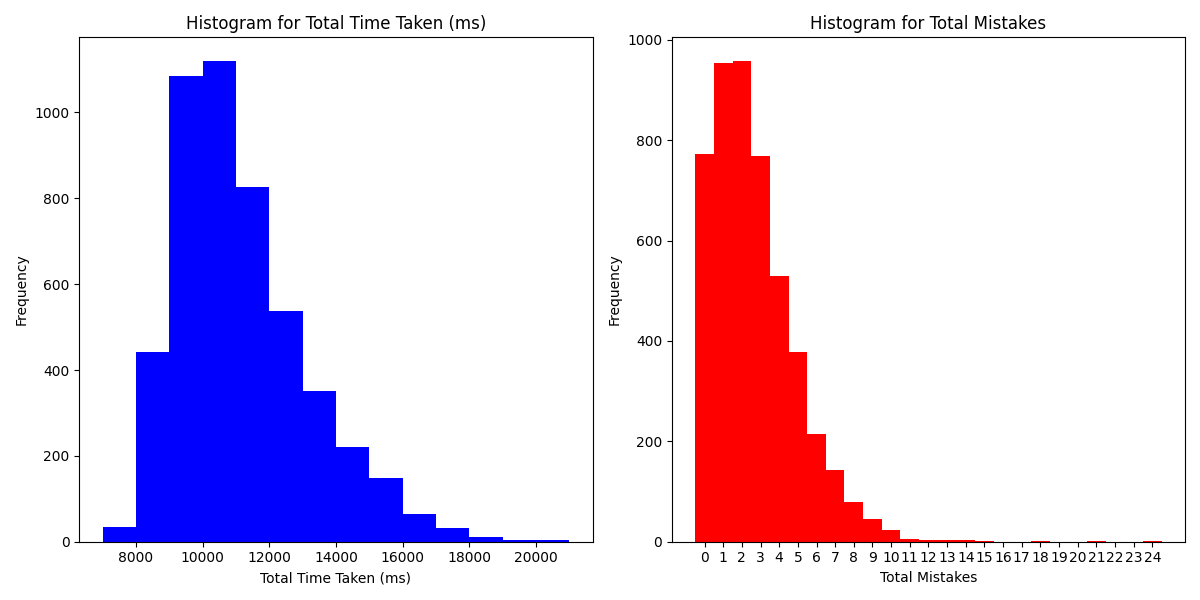 Histogram for Total Time Taken (ms)
Frequency
1000
800
600
400
200
0
8000 10000 12000 14000 16000 18000 20000
Total Time Taken (ms)
Histogram for Total Mistakes
Frequency
1000
800
600
400
200
0
0 1 2 3 4 5 6 7 8 9 10 11 12 13 14 15 16 17 18 19 20 21 22 23 24
Total Mistakes